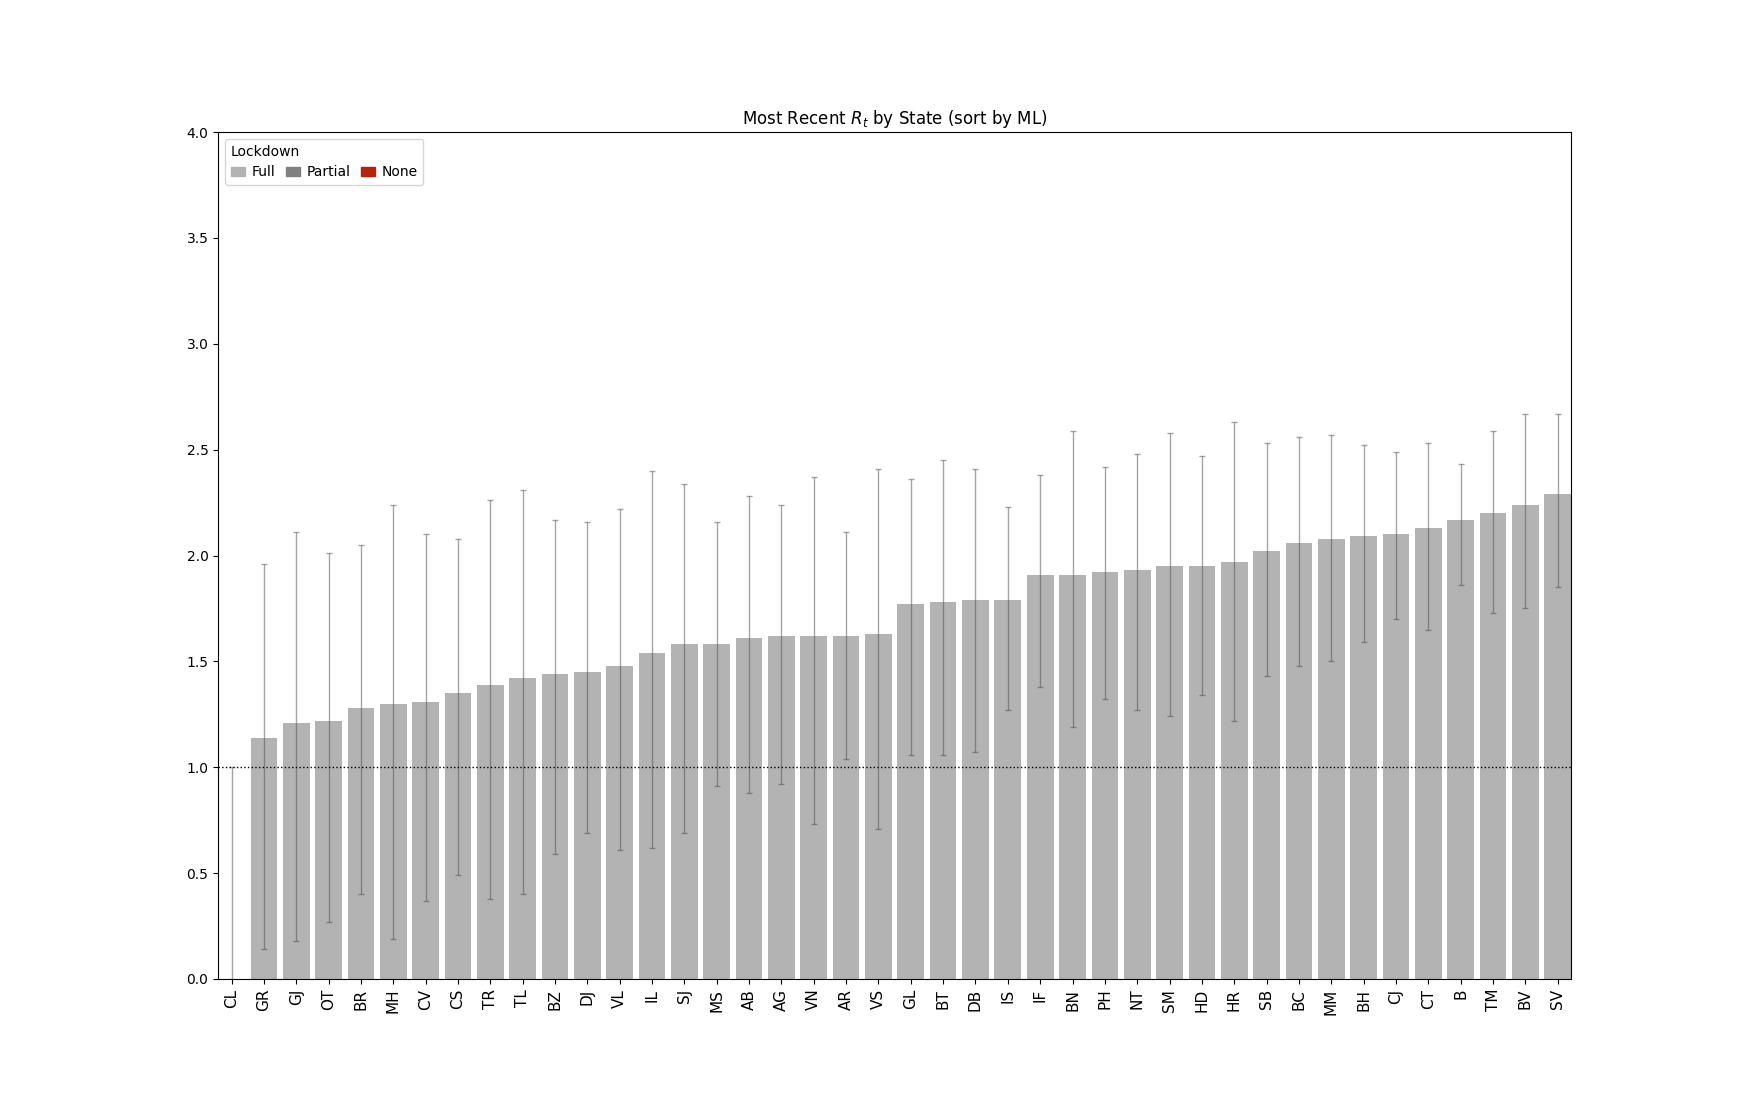 Most Recent Rt by State (sort by ML)
4.0
Lockdown
Full Partial None
3.5
3.0
2.5
2.0
1.5
1.0
0.5
0.0
CL GR GJ OT BR MH CV CS TR TL BZ DJ VL IL SJ MS AB AG VN AR VS GL BT DB IS IF BN PH NT SM HD HR SB BC MM BH CJ CT B TM BV SV